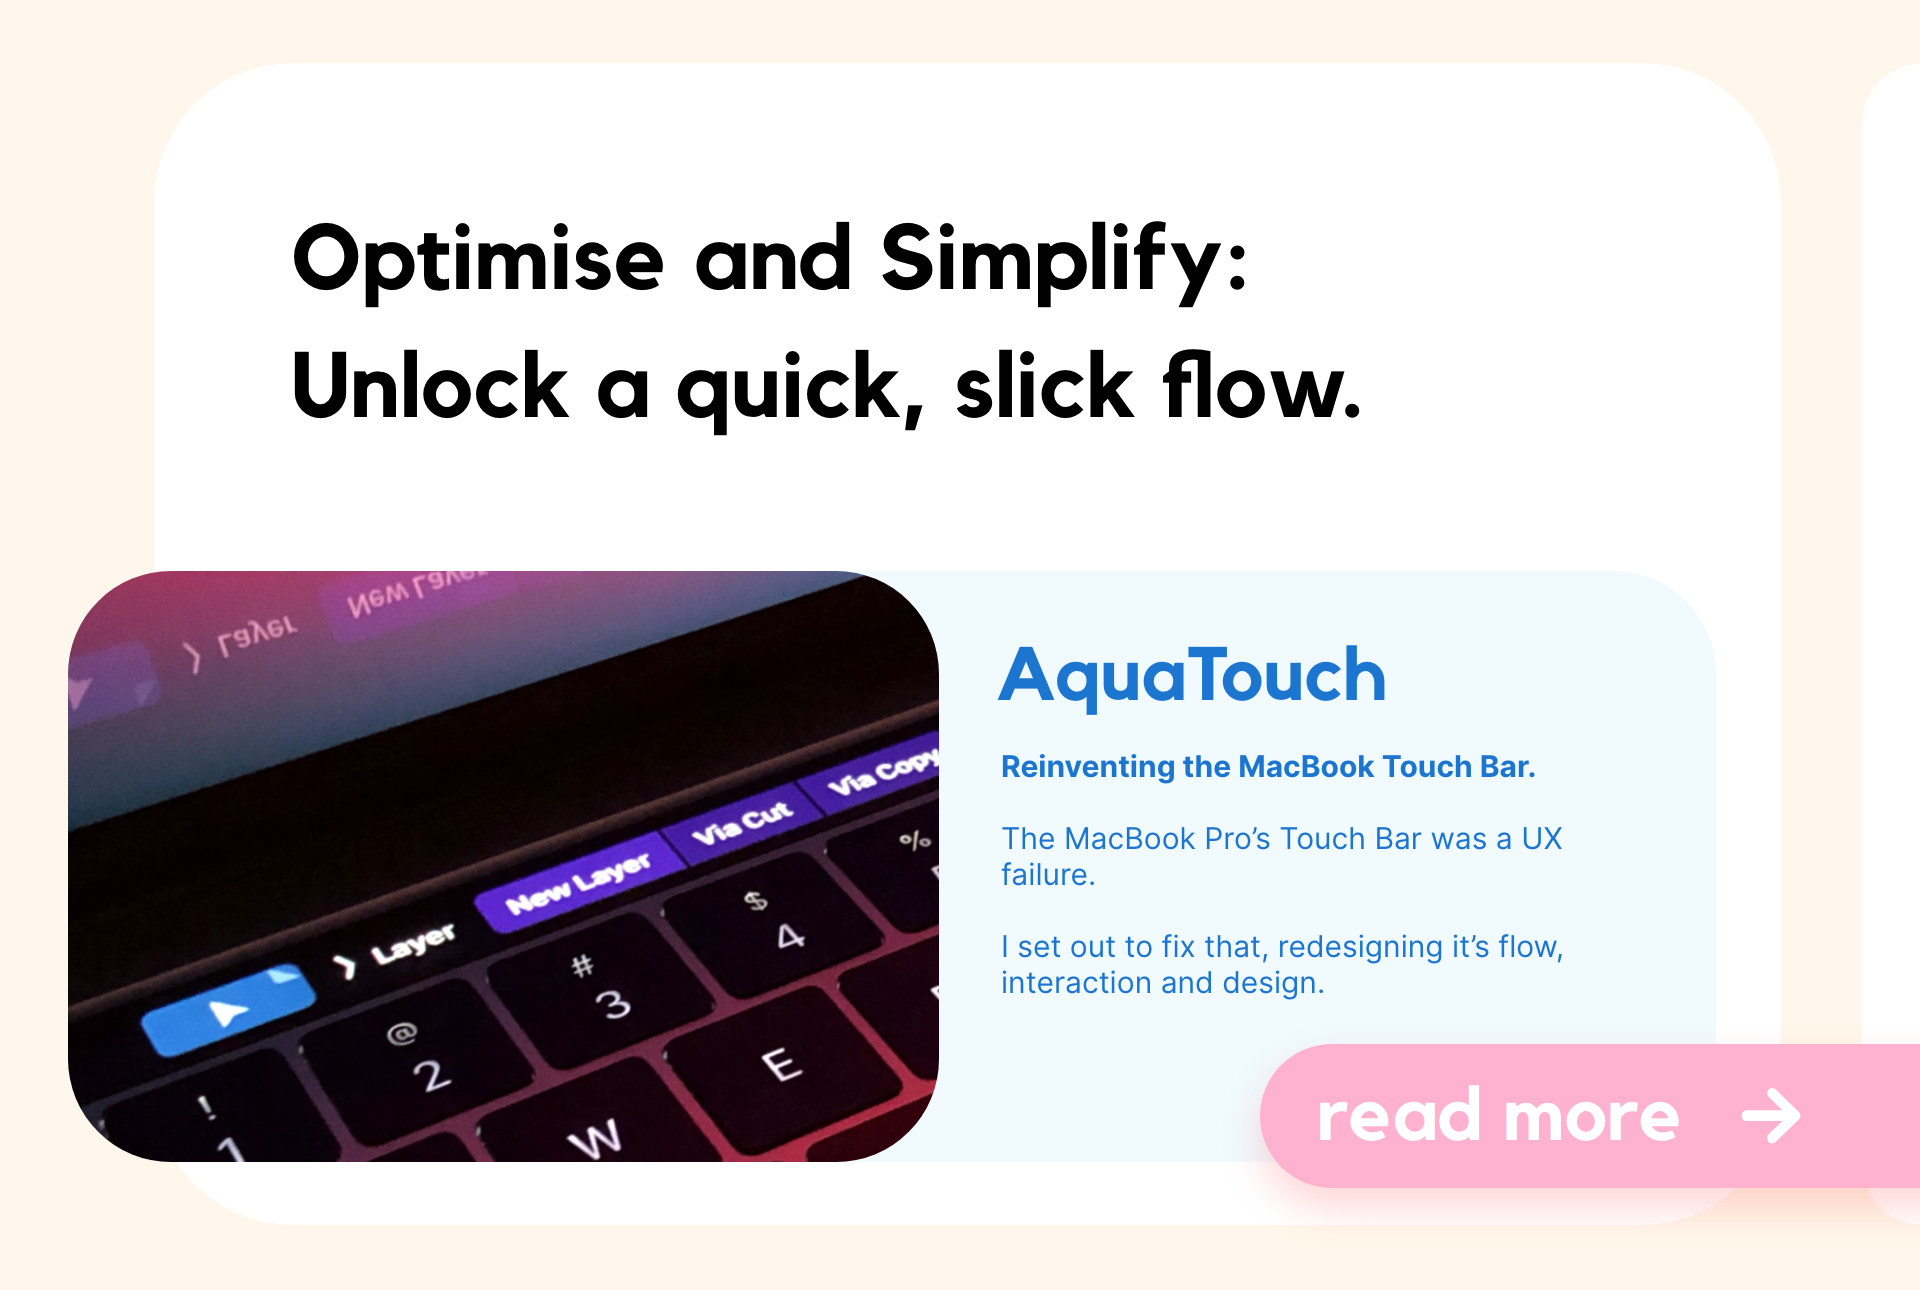 Optimise and Simplify:
Unlock a quick, slick flow.
Layer
New Layer
Layer
New Layer
Via Cut
Via Copy
!
1
@
2
#
3
$
4
%
W
E
AquaTouch
Reinventing the MacBook Touch Bar.
The MacBook Pro’s Touch Bar was a UX
failure.
I set out to fix that, redesigning it’s flow,
interaction and design.
read more →